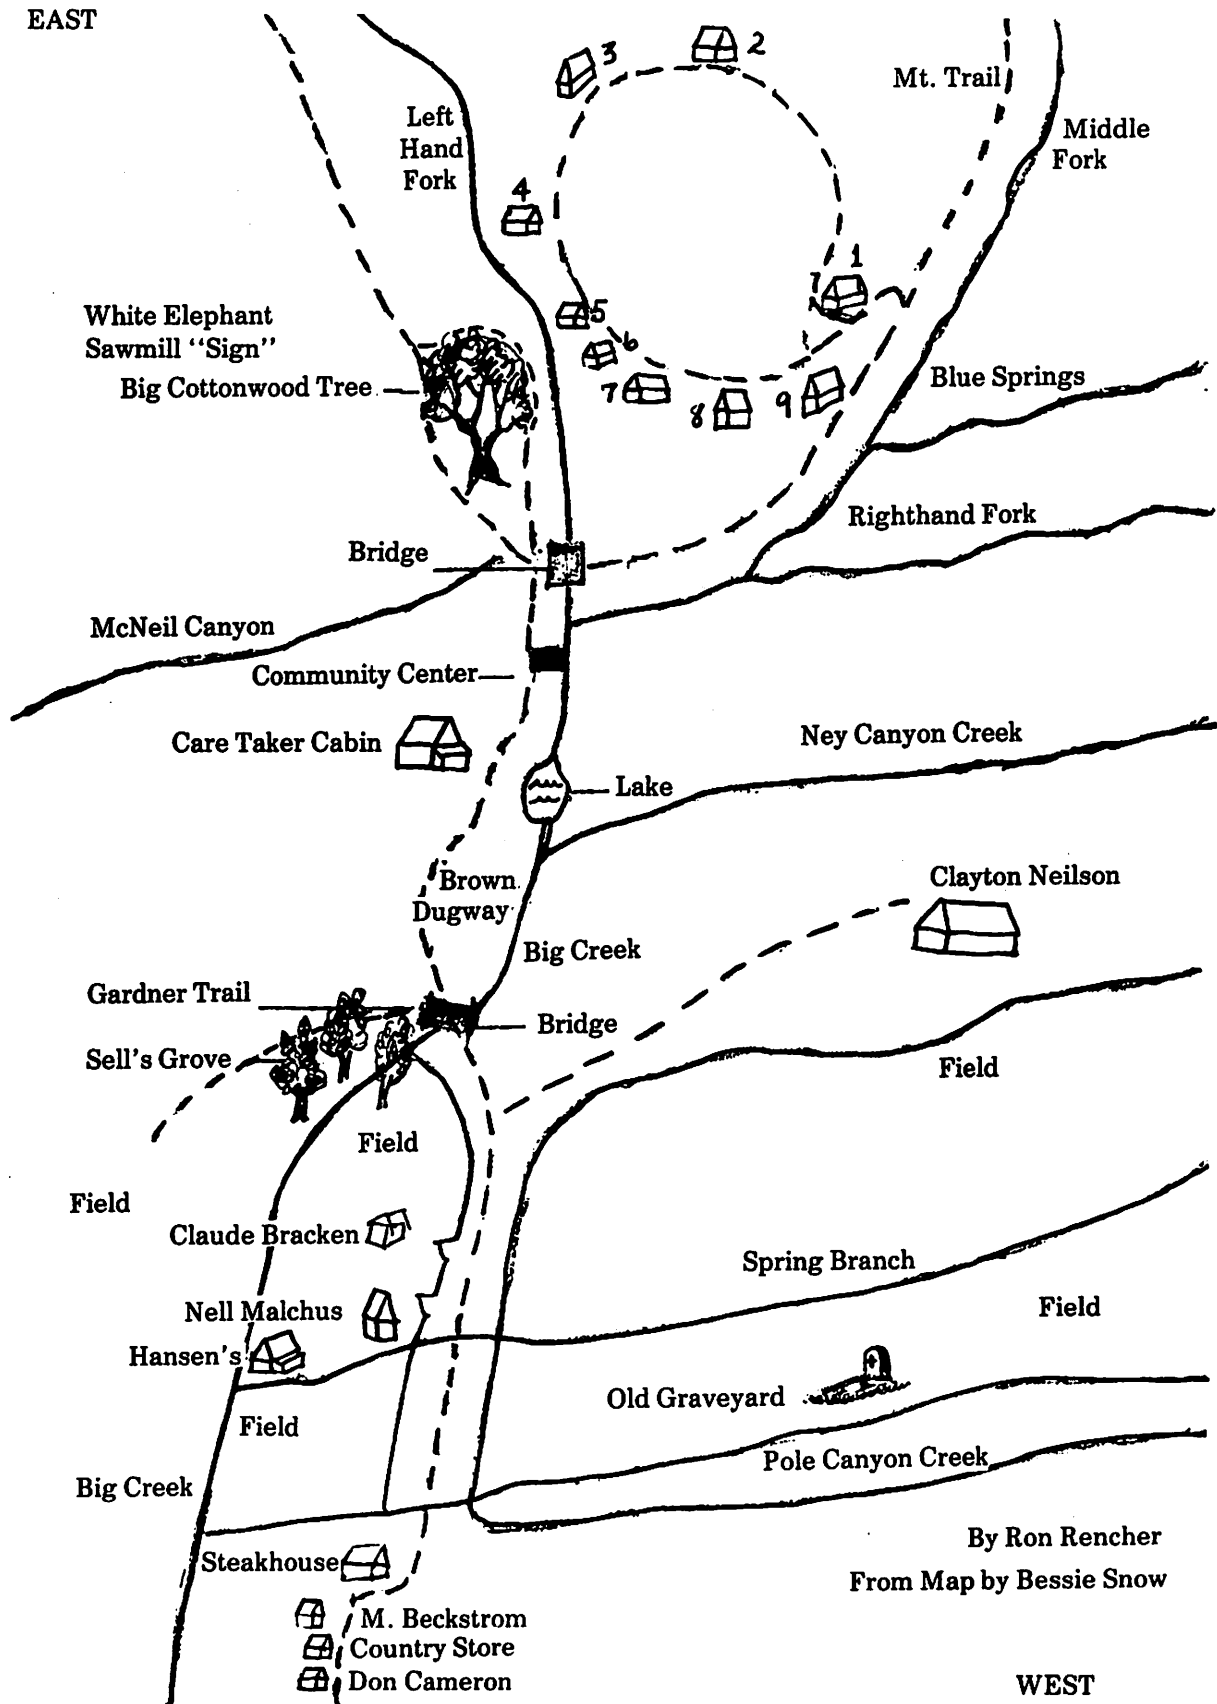 EAST
3
2
Mt. Trail
Left
Hand
Fork
Middle
Fork
4
1
White Elephant
Sawmill "Sign"
5
6
Big Cottonwood Tree
7
8
9
Blue Springs
Righthand Fork
Bridge
McNeil Canyon
Community Center
Care Taker Cabin
Ney Canyon Creek
Lake
Brown
Dugway
Clayton Neilson
Big Creek
Gardner Trail
Bridge
Sell's Grove
Field
Field
Field
Claude Bracken
Spring Branch
Nell Malchus
Field
Hansen's
Old Graveyard
Field
Pole Canyon Creek
Big Creek
By Ron Rencher
Steakhouse
From Map by Bessie Snow
M. Beckstrom
Country Store
Don Cameron
WEST